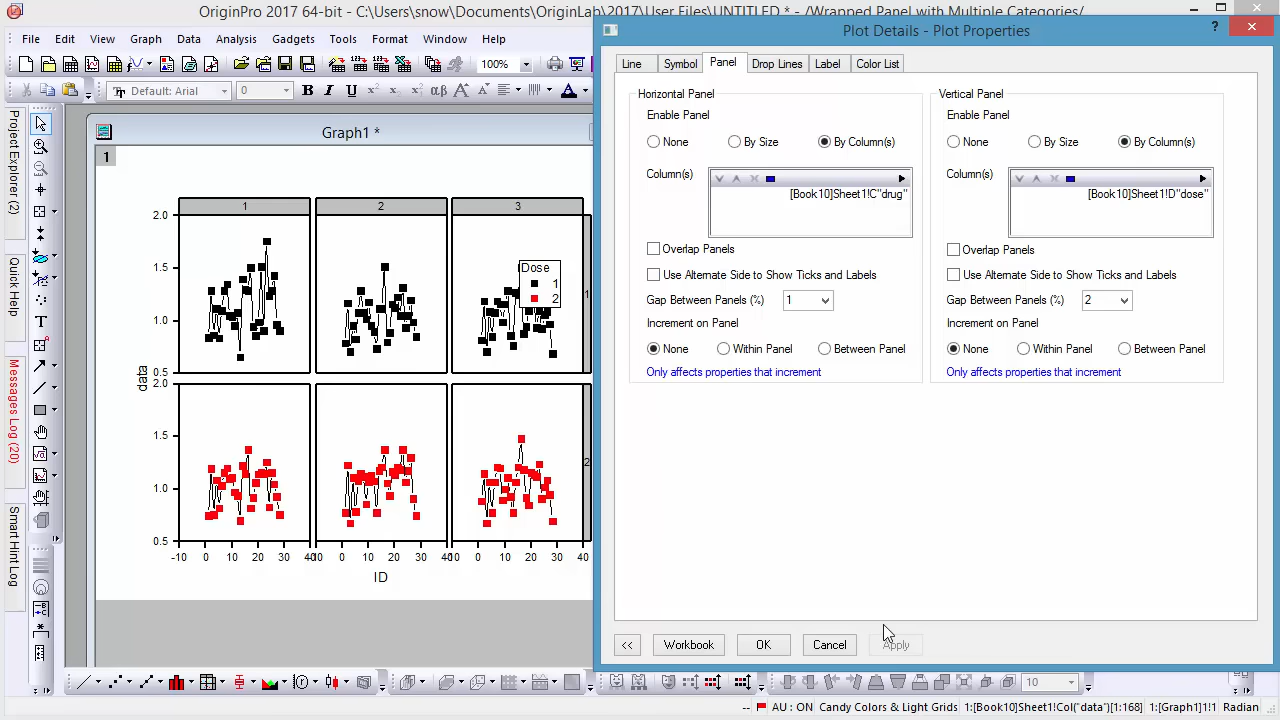 OriginPro 2017 64-bit - C:\Users\snow\Documents\OriginLab\2017\User Files\UNTITLED * - /Wrapped Panel with Multiple Categories/
File Edit View Graph Data Analysis Gadgets Tools Format Window Help
100%
Default: Arial 0 B I U αβ A A A
Project Explorer (2)
Quick Help
Messages Log (20)
Smart Hint Log
Graph1 *
1
1 2 3
2.0
1.5
1.0
0.5
1
Dose
1
2
data
2.0
1.5
1.0
0.5
2
-10 0 10 20 30 40 0 10 20 30 40 0 10 20 30 40
ID
Plot Details - Plot Properties
?
Line Symbol Panel Drop Lines Label Color List
Horizontal Panel
Enable Panel
None By Size By Column(s)
Column(s)
[Book10]Sheet1!C"drug"
Overlap Panels
Use Alternate Side to Show Ticks and Labels
Gap Between Panels (%) 1
Increment on Panel
None Within Panel Between Panel
Only affects properties that increment
Vertical Panel
Enable Panel
None By Size By Column(s)
Column(s)
[Book10]Sheet1!D"dose"
Overlap Panels
Use Alternate Side to Show Ticks and Labels
Gap Between Panels (%) 2
Increment on Panel
None Within Panel Between Panel
Only affects properties that increment
<< Workbook OK Cancel Apply
10
-- AU : ON Candy Colors & Light Grids 1:[Book10]Sheet1!Col("data")[1:168] 1:[Graph1]1!1 Radian